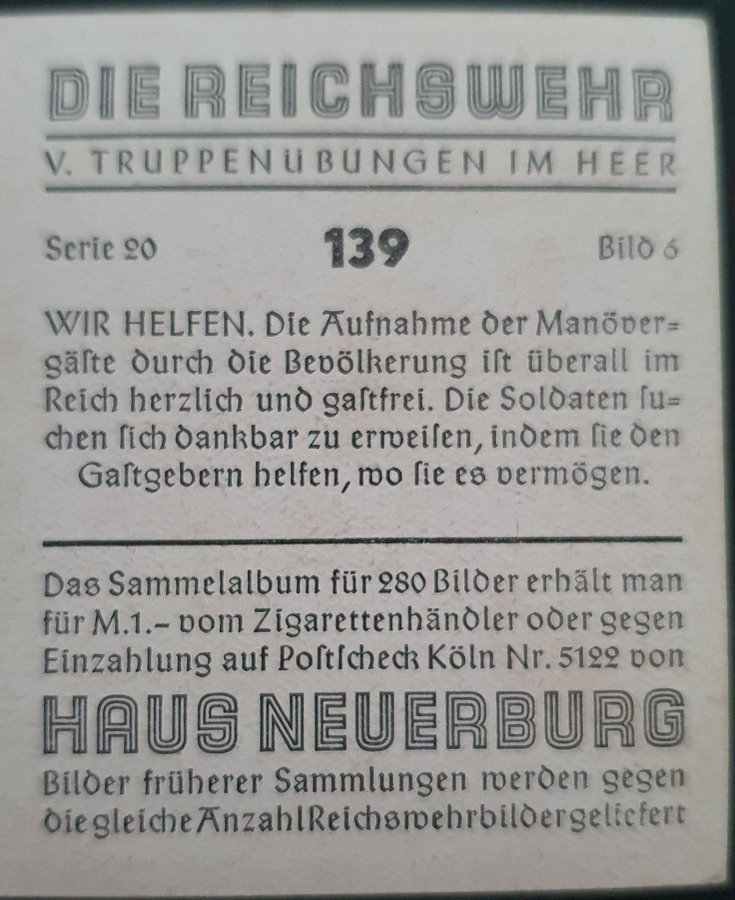 DIE REICHSWEHR
V. TRUPPENÜBUNGEN IM HEER
Serie 20 139 Bild 6
WIR HELFEN. Die Aufnahme der Manöver=
gäſte durch die Bevölkerung iſt überall im
Reich herzlich und gaſtfrei. Die Soldaten ſu=
chen ſich dankbar zu erweiſen, indem ſie den
Gaſtgebern helfen, wo ſie es vermögen.
Das Sammelalbum für 280 Bilder erhält man
für M.1.– vom Zigarettenhändler oder gegen
Einzahlung auf Poſtſcheck Köln Nr. 5122 von
HAUS NEUERBURG
Bilder früherer Sammlungen werden gegen
die gleiche Anzahl Reichswehrbilder geliefert